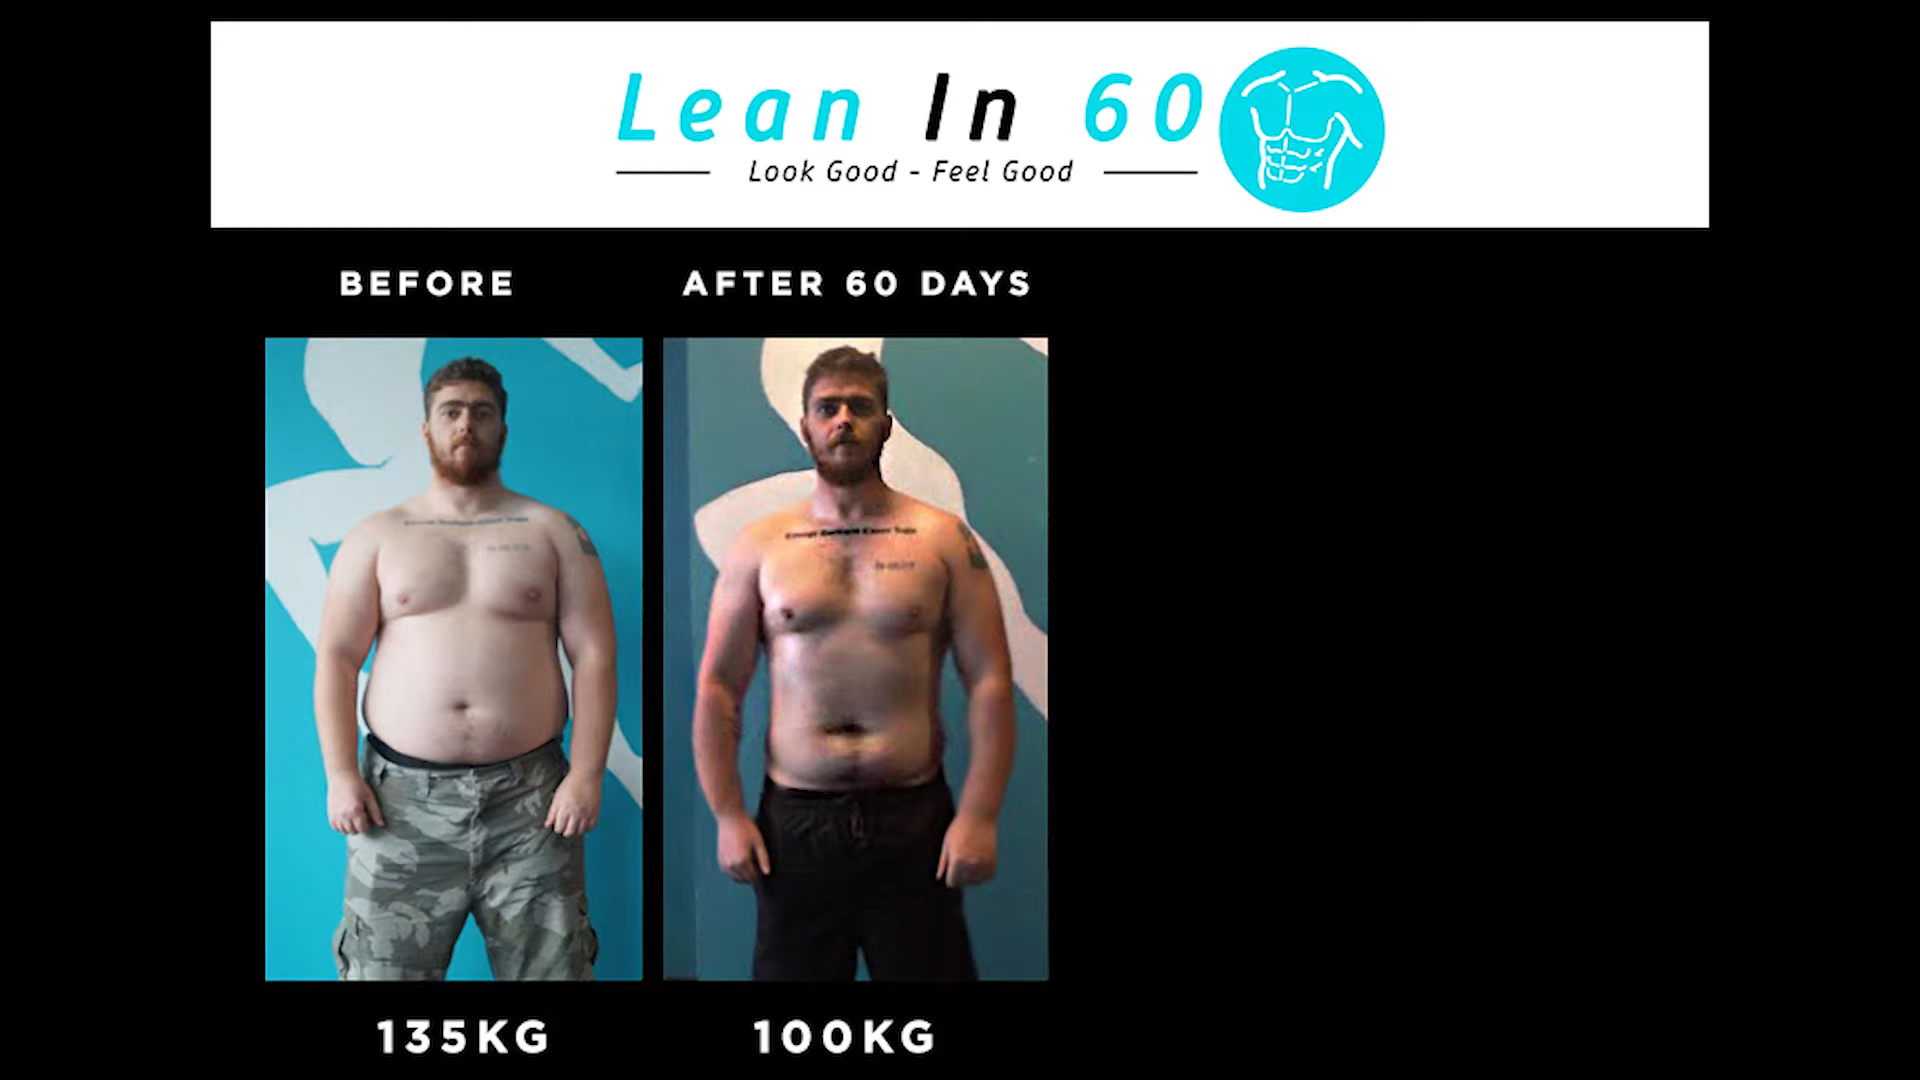 Lean In 60
Look Good - Feel Good
BEFORE
AFTER 60 DAYS
135KG
100KG